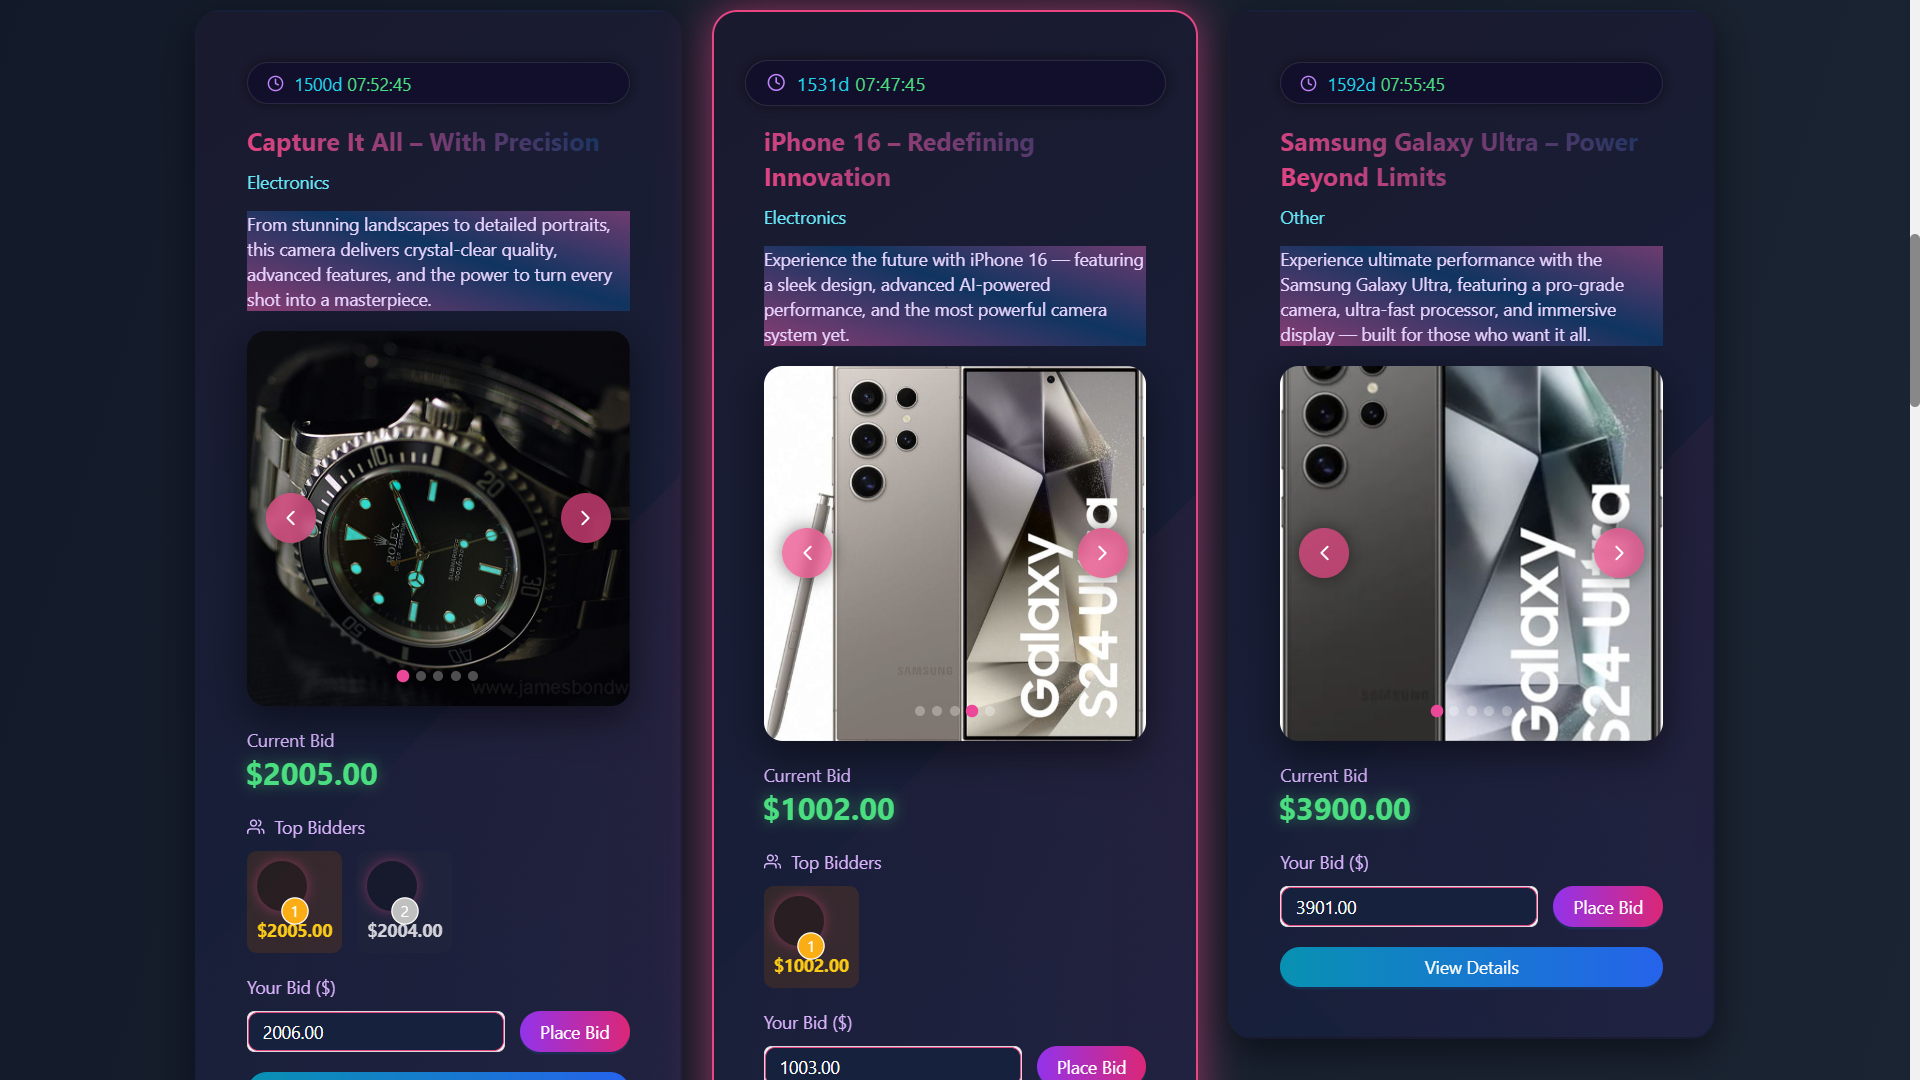 1500d 07:52:45
Capture It All – With Precision
Electronics
From stunning landscapes to detailed portraits,
this camera delivers crystal-clear quality,
advanced features, and the power to turn every
shot into a masterpiece.
10
20
30
40
50
ROLEX
www.jamesbondw
Current Bid
$2005.00
Top Bidders
1
$2005.00
2
$2004.00
Your Bid ($)
2006.00
Place Bid
1531d 07:47:45
iPhone 16 – Redefining
Innovation
Electronics
Experience the future with iPhone 16 — featuring
a sleek design, advanced AI-powered
performance, and the most powerful camera
system yet.
SAMSUNG
Galaxy
S24 Ultra
Current Bid
$1002.00
Top Bidders
1
$1002.00
Your Bid ($)
1003.00
Place Bid
1592d 07:55:45
Samsung Galaxy Ultra – Power
Beyond Limits
Other
Experience ultimate performance with the
Samsung Galaxy Ultra, featuring a pro-grade
camera, ultra-fast processor, and immersive
display — built for those who want it all.
SAMSUNG
Galaxy
S24 Ultra
Current Bid
$3900.00
Your Bid ($)
3901.00
Place Bid
View Details